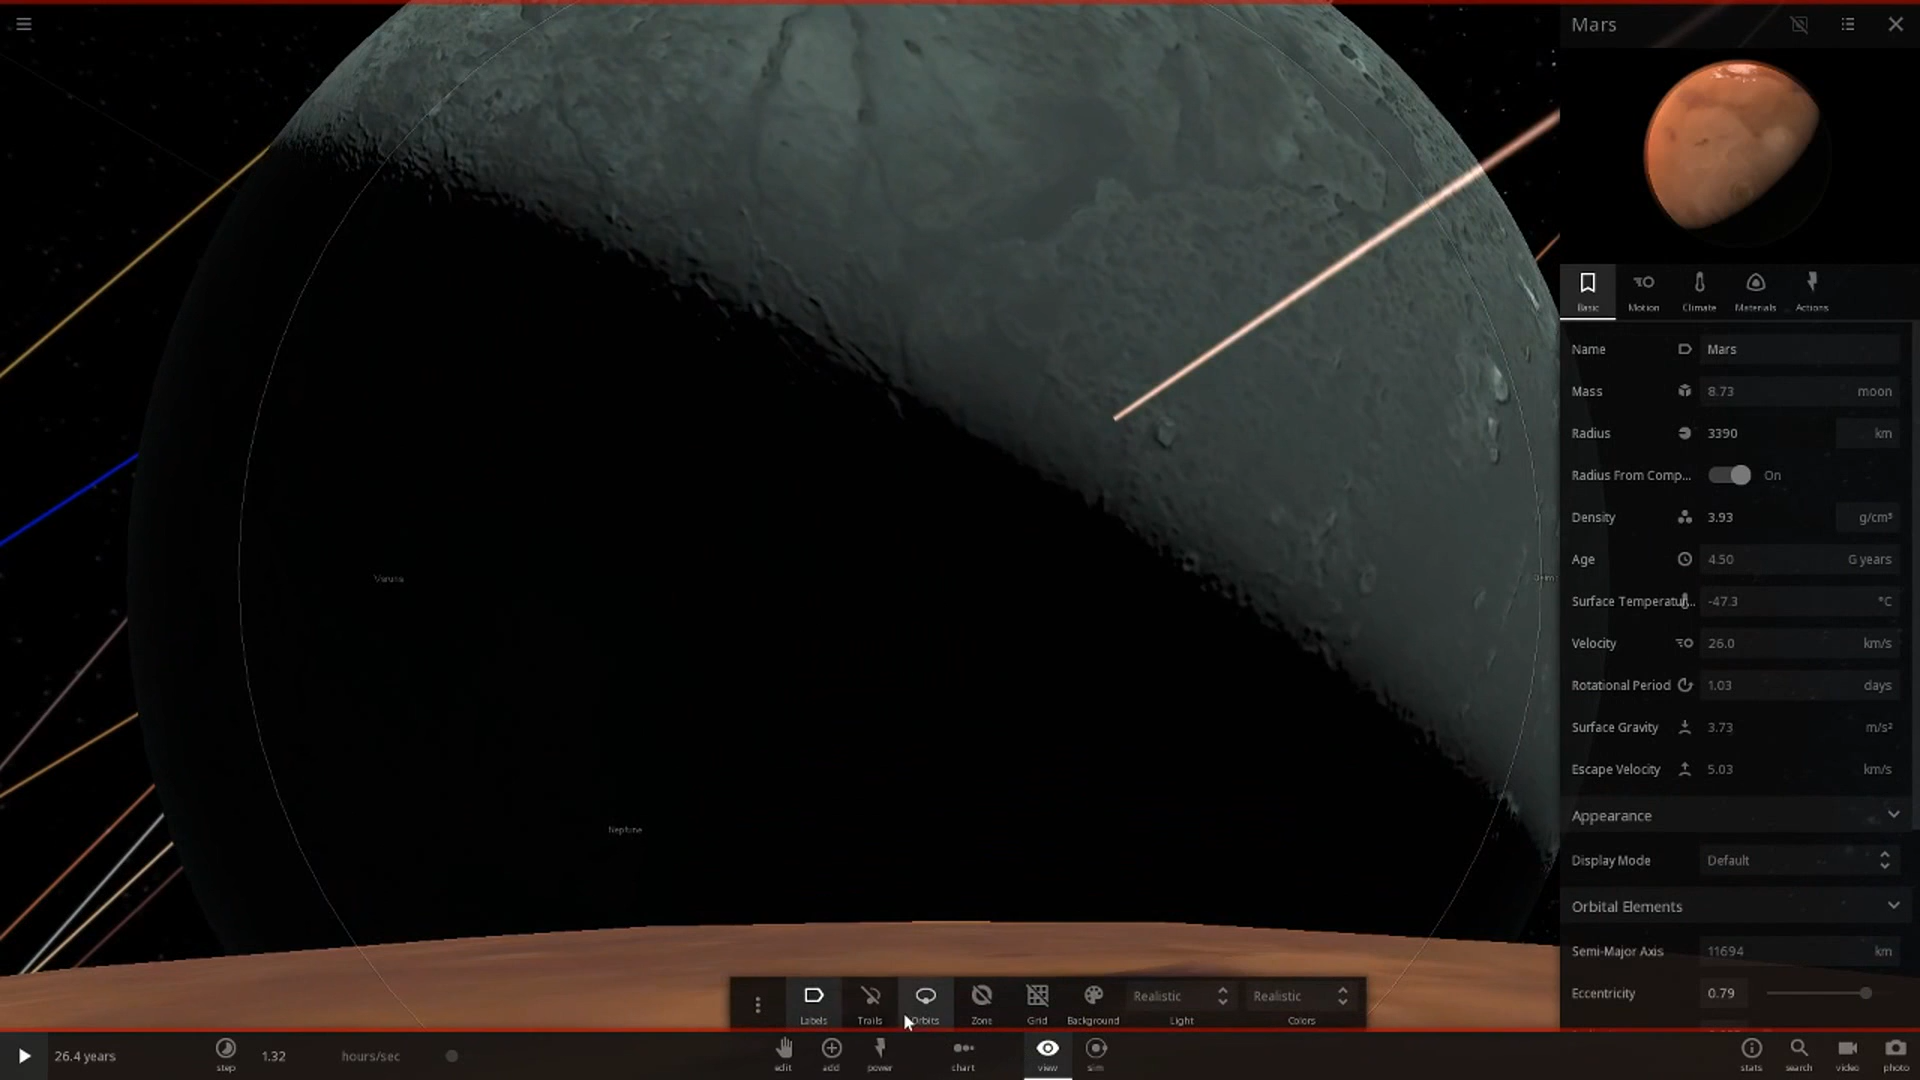 Mars
Basic
Motion
Climate
Materials
Actions
Name
Mars
Mass
8.73
moon
Radius
3390
km
Radius From Comp...
On
Density
3.93
g/cm³
Age
4.50
G years
Surface Temperatur...
-47.3
°C
Velocity
26.0
km/s
Rotational Period
1.03
days
Surface Gravity
3.73
m/s²
Escape Velocity
5.03
km/s
Appearance
Display Mode
Default
Orbital Elements
Semi-Major Axis
11694
km
Eccentricity
0.79
Varuna
Neptune
Labels
Trails
Orbits
Zone
Grid
Background
Realistic
Light
Realistic
Colors
26.4 years
step
1.32
hours/sec
edit
add
power
chart
view
sim
stats
search
video
photo